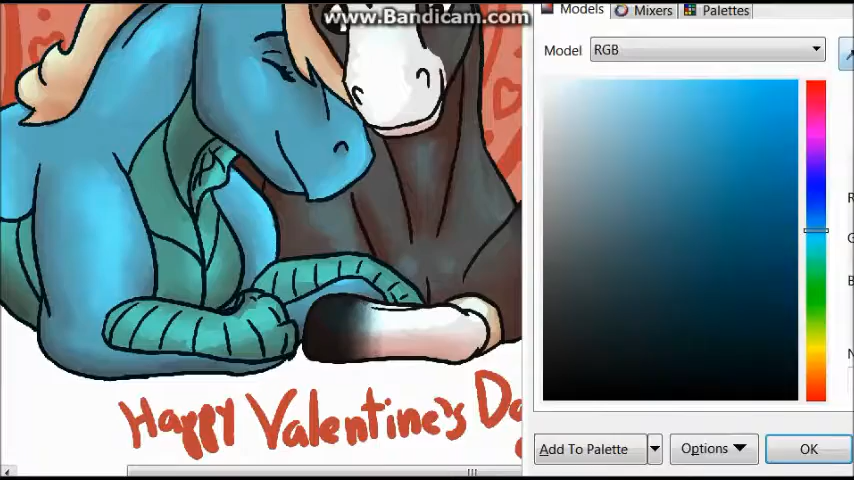 www.Bandicam.com
Models Mixers Palettes
Model RGB
R
G
N
Add To Palette Options OK
Happy Valentine's Da